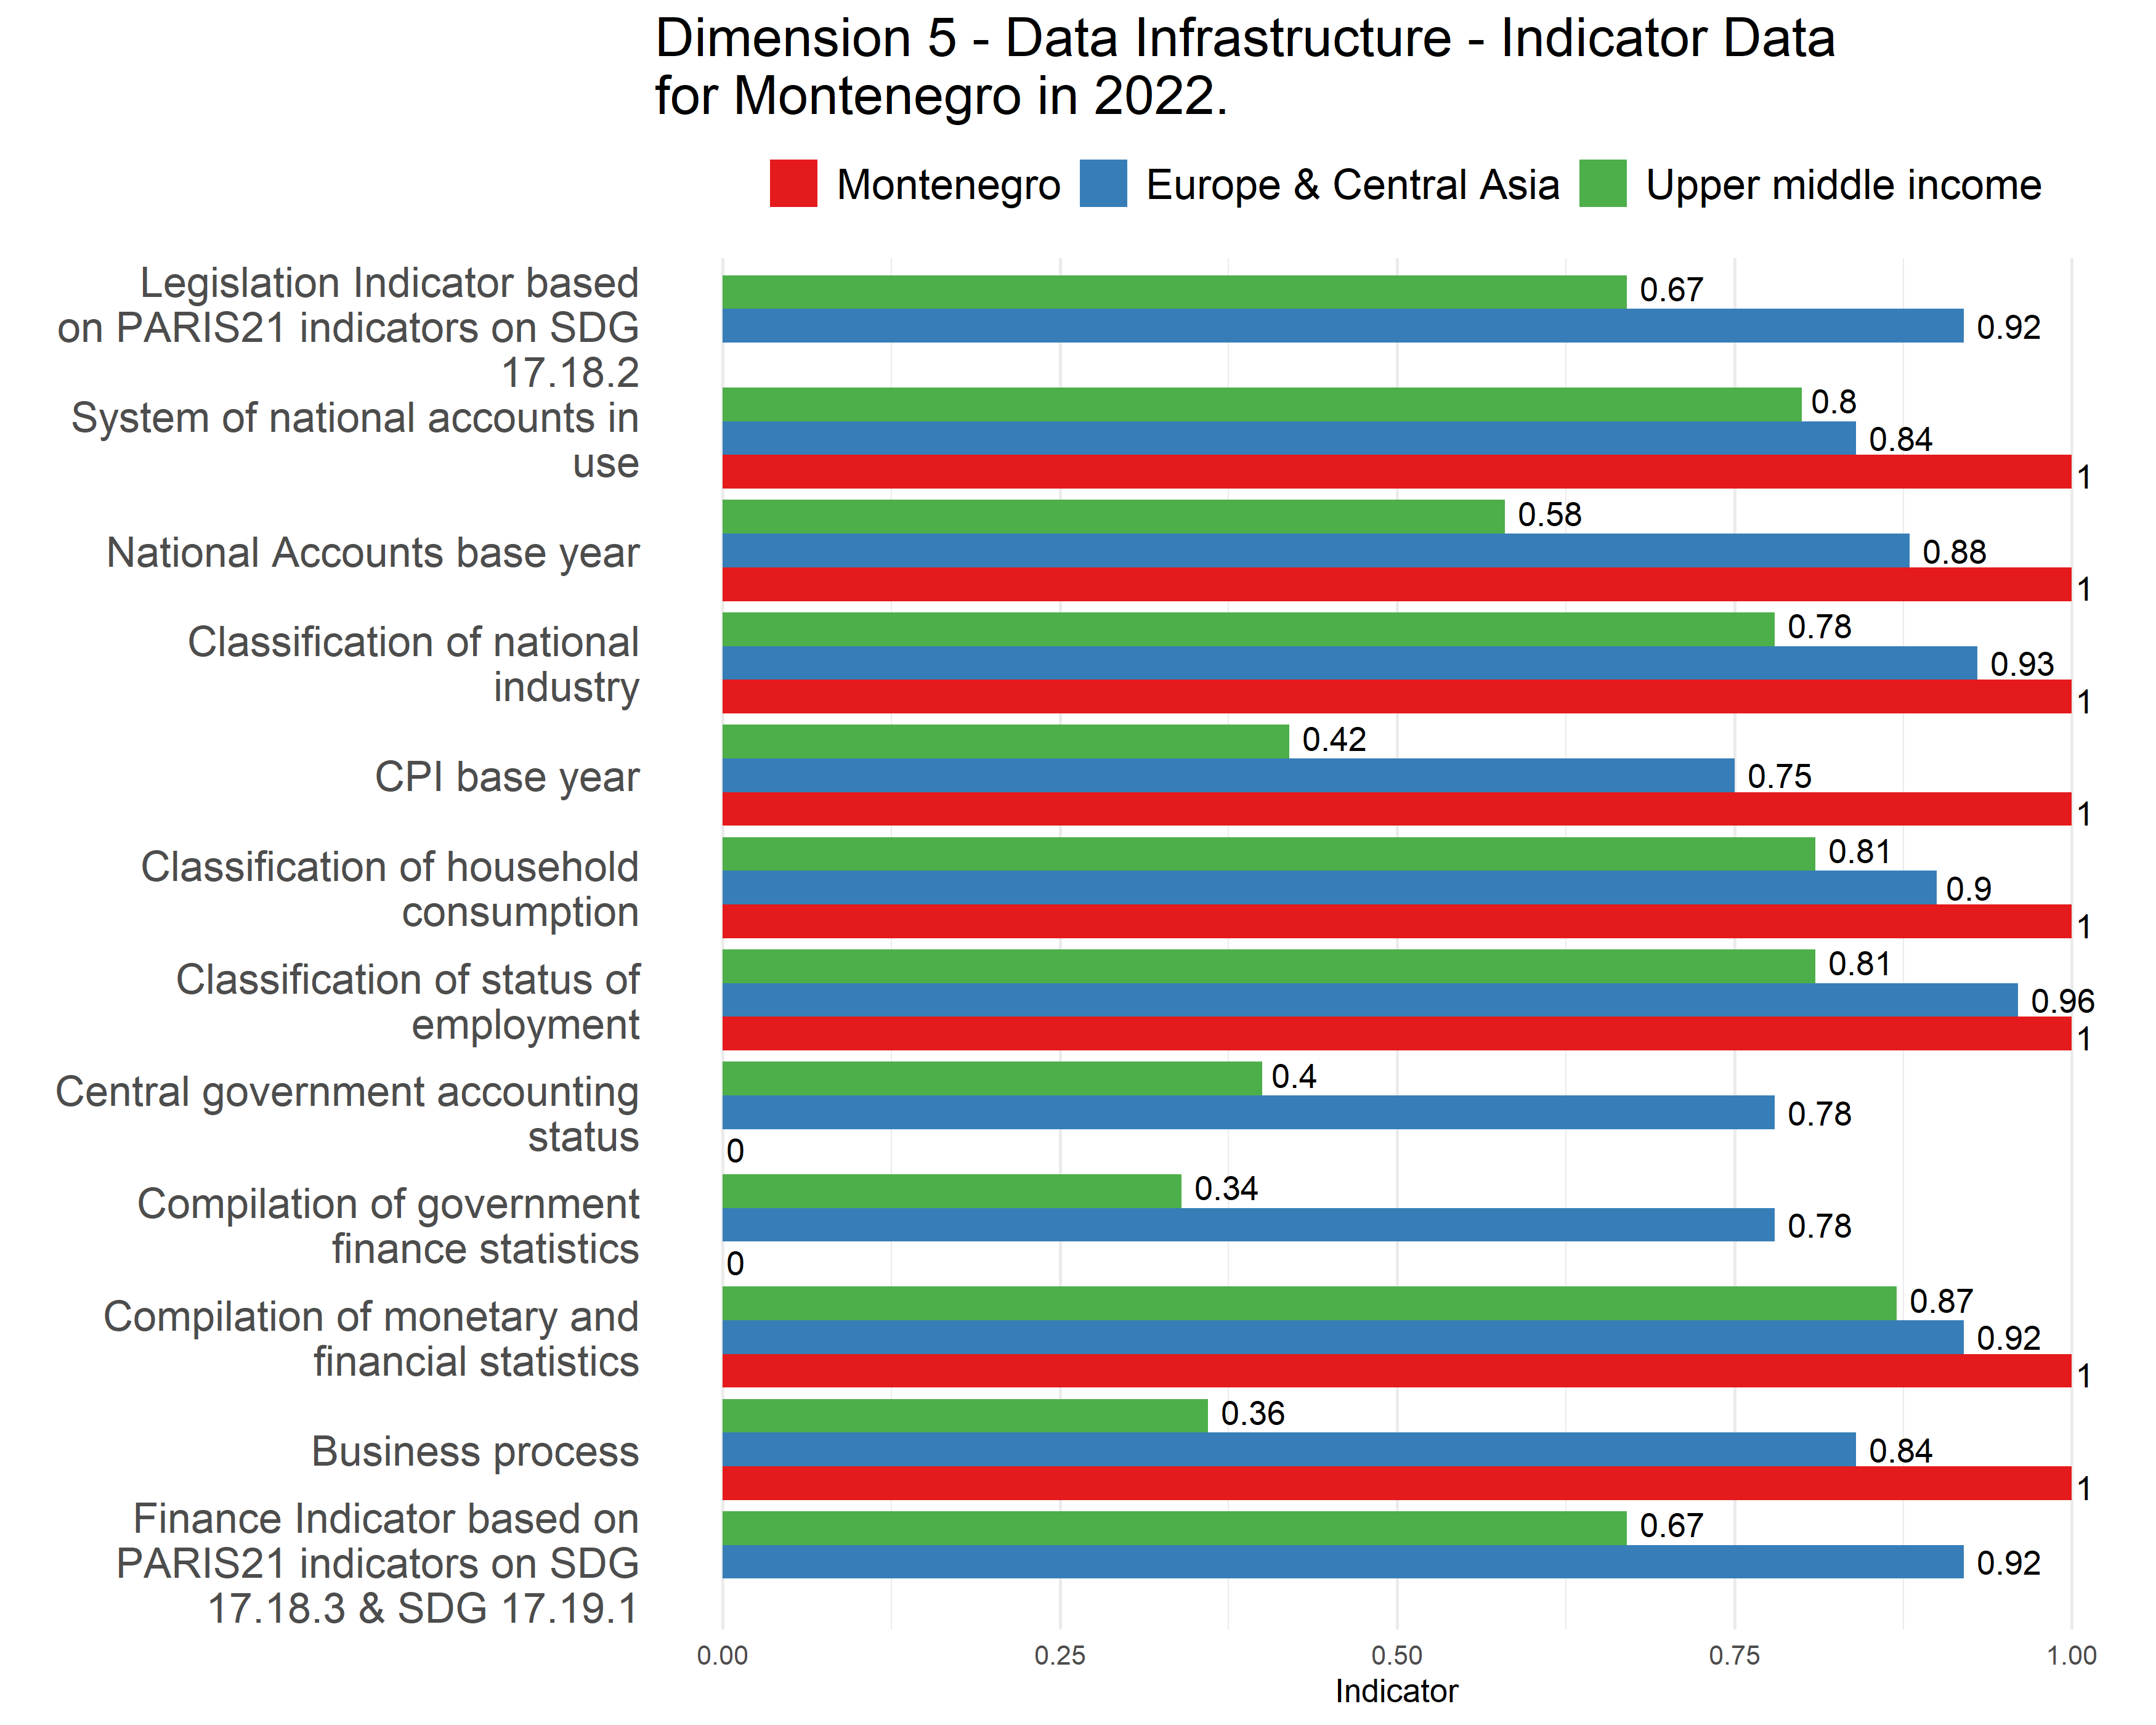 Dimension 5 - Data Infrastructure - Indicator Data
for Montenegro in 2022.
Montenegro
Europe & Central Asia
Upper middle income
Legislation Indicator based
on PARIS21 indicators on SDG
17.18.2
0.67
0.92
System of national accounts in
use
0.8
0.84
1
National Accounts base year
0.58
0.88
1
Classification of national
industry
0.78
0.93
1
CPI base year
0.42
0.75
1
Classification of household
consumption
0.81
0.9
1
Classification of status of
employment
0.81
0.96
1
Central government accounting
status
0.4
0.78
0
Compilation of government
finance statistics
0.34
0.78
0
Compilation of monetary and
financial statistics
0.87
0.92
1
Business process
0.36
0.84
1
Finance Indicator based on
PARIS21 indicators on SDG
17.18.3 & SDG 17.19.1
0.67
0.92
0.00 0.25 0.50 0.75 1.00
Indicator